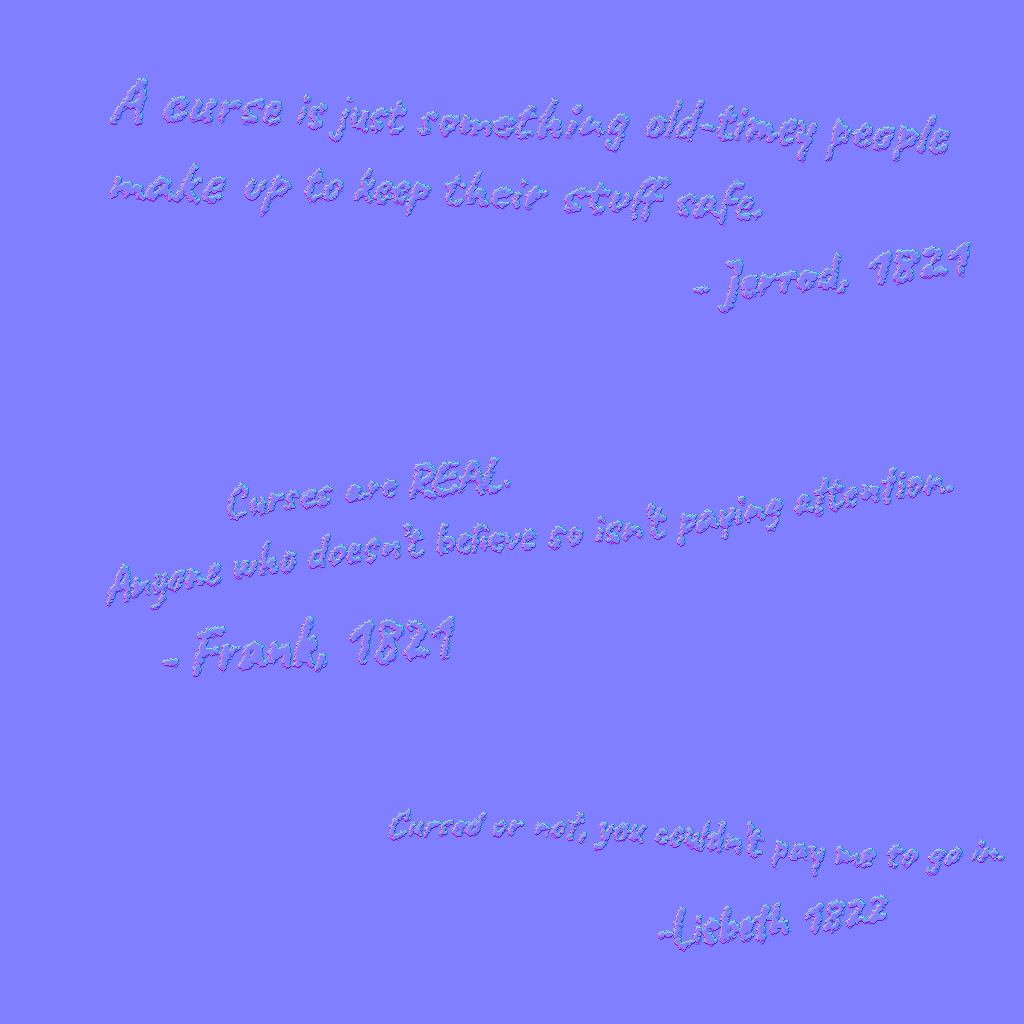 A curse is just something old-timey people
make up to keep their stuff safe.
- Jerrod, 1821
Curses are REAL.
Anyone who doesn't believe so isn't paying attention.
- Frank, 1821
Cursed or not, you couldn't pay me to go in.
-Lisbeth 1822